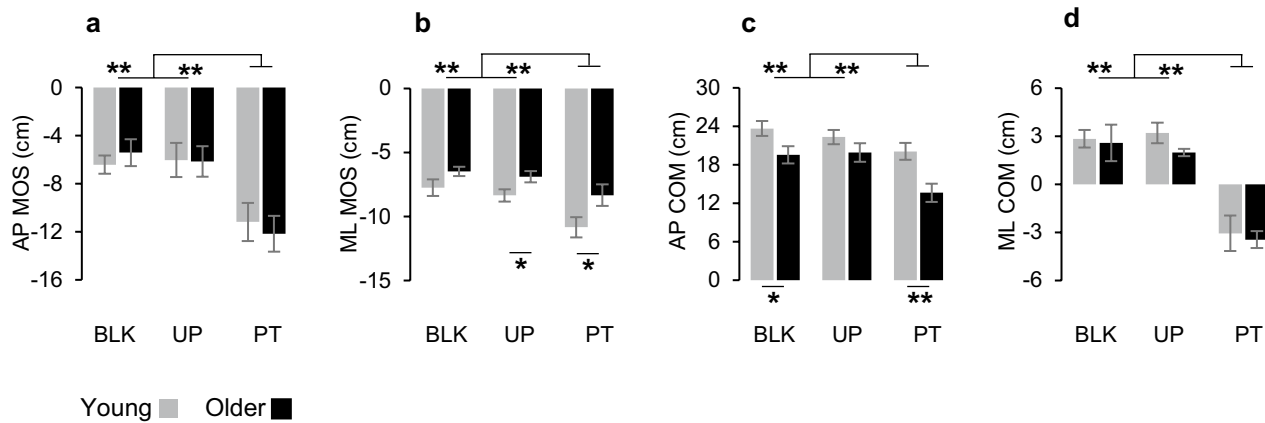 a
** **
0
-4
-8
-12
-16
AP MOS (cm)
BLK UP PT
b
** **
0
-5
-10
-15
ML MOS (cm)
* *
BLK UP PT
c
** **
30
24
18
12
6
0
AP COM (cm)
* **
BLK UP PT
d
** **
6
3
0
-3
-6
ML COM (cm)
BLK UP PT
Young Older